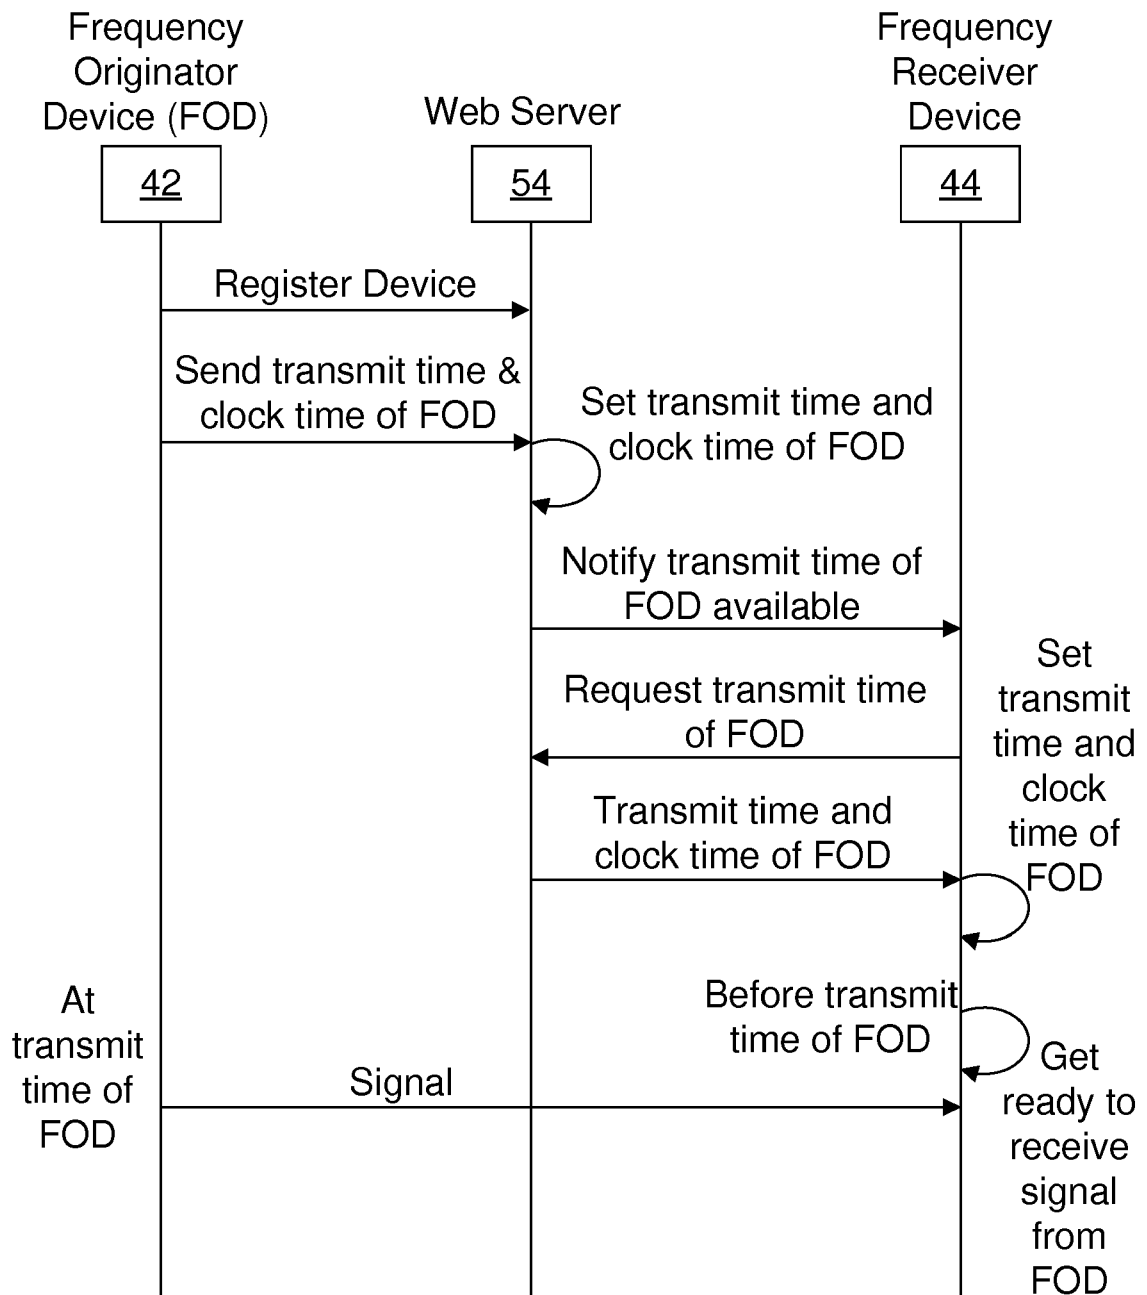 Frequency
Originator
Device (FOD)
Web Server
Frequency
Receiver
Device
42
54
44
Register Device
Send transmit time &
clock time of FOD
Set transmit time and
clock time of FOD
Notify transmit time of
FOD available
Request transmit time
of FOD
Set
transmit
time and
clock
time of
FOD
Transmit time and
clock time of FOD
Before transmit
time of FOD
At
transmit
time of
FOD
Signal
Get
ready to
receive
signal
from
FOD